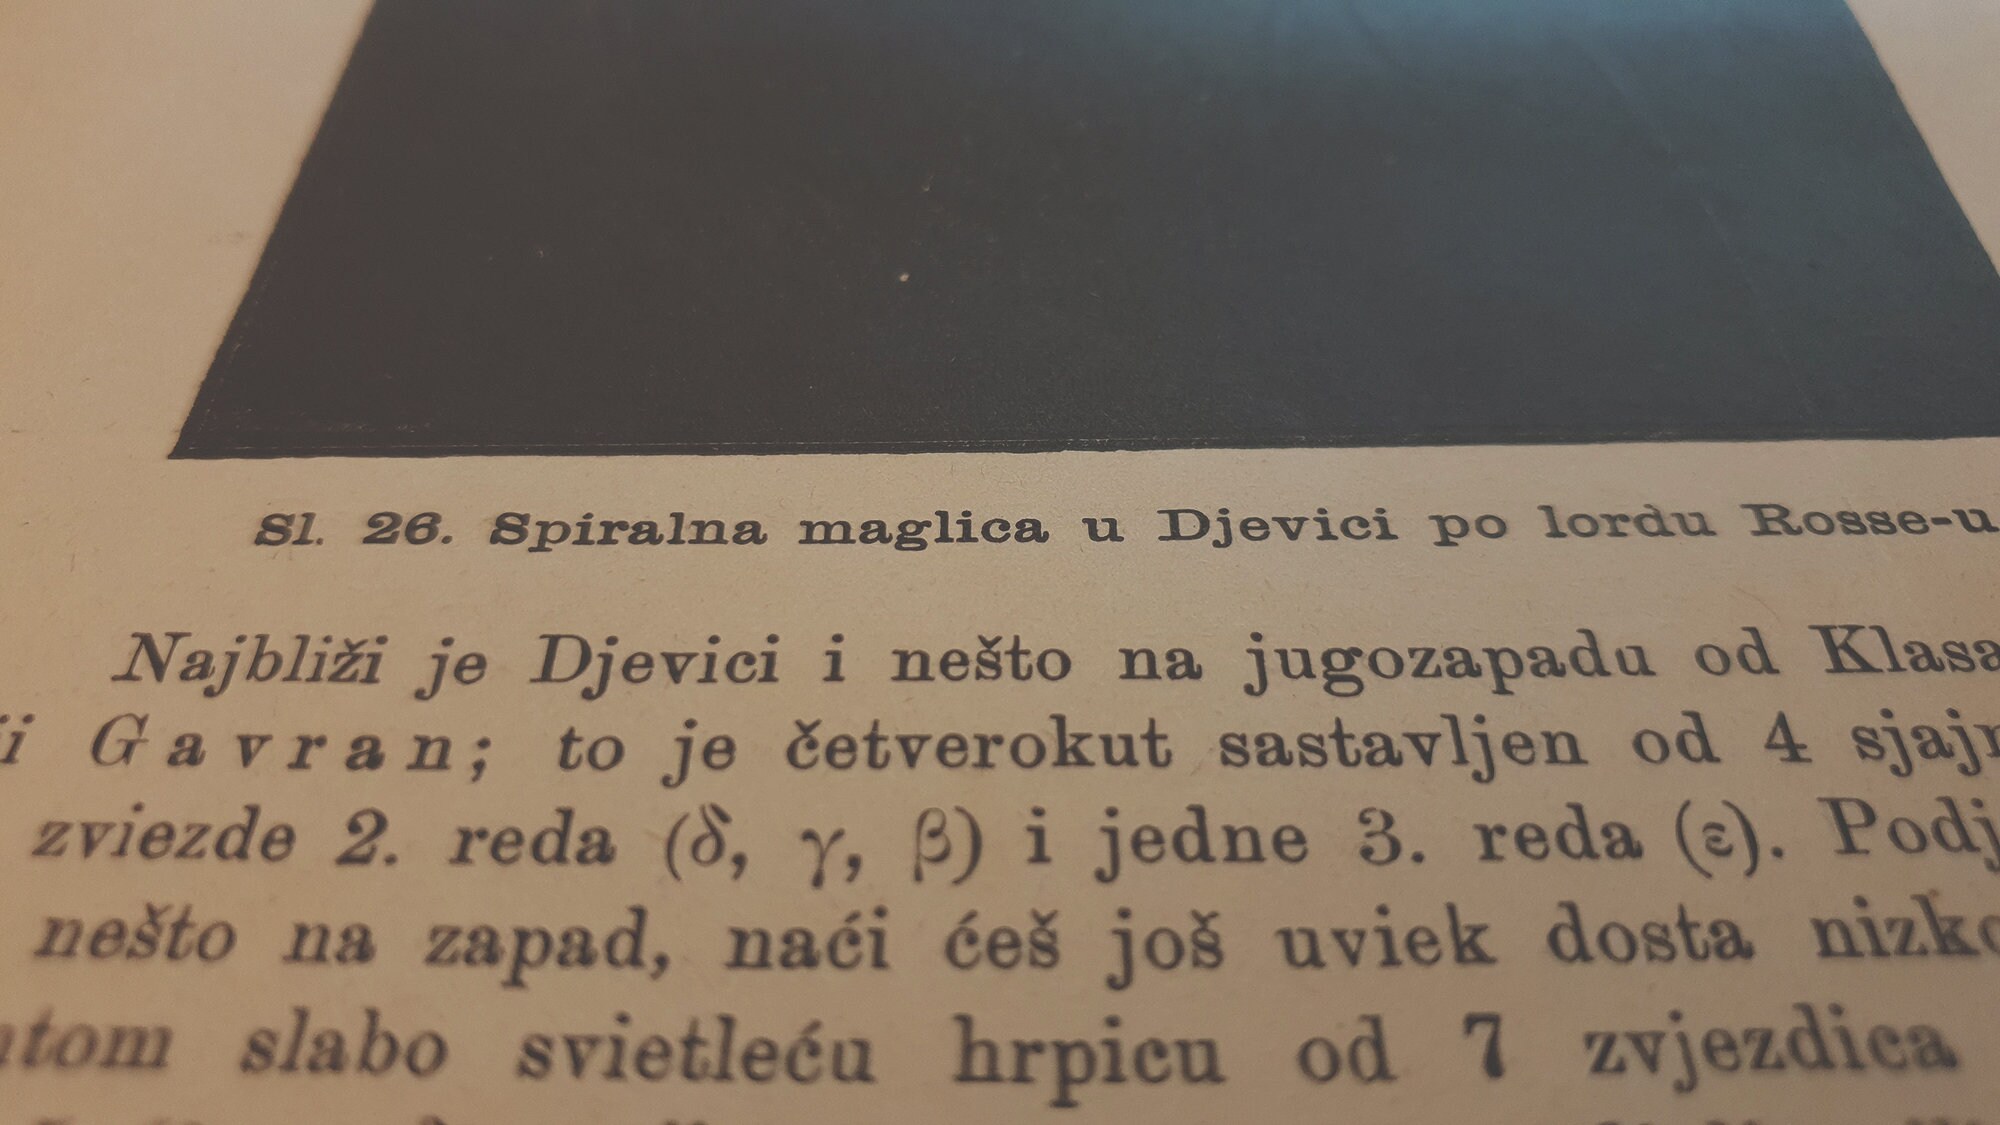 Sl. 26. Spiralna maglica u Djevici po lordu Rosse-u
Najbliži je Djevici i nešto na jugozapadu od Klasa
Gavran; to je četverokut sastavljen od 4
zviezde 2. reda (δ, γ, β) i jedne 3. reda (ε).
nešto na zapad, naći ćeš još uviek dosta
slabo svietleću hrpicu od 7 zvjezdica